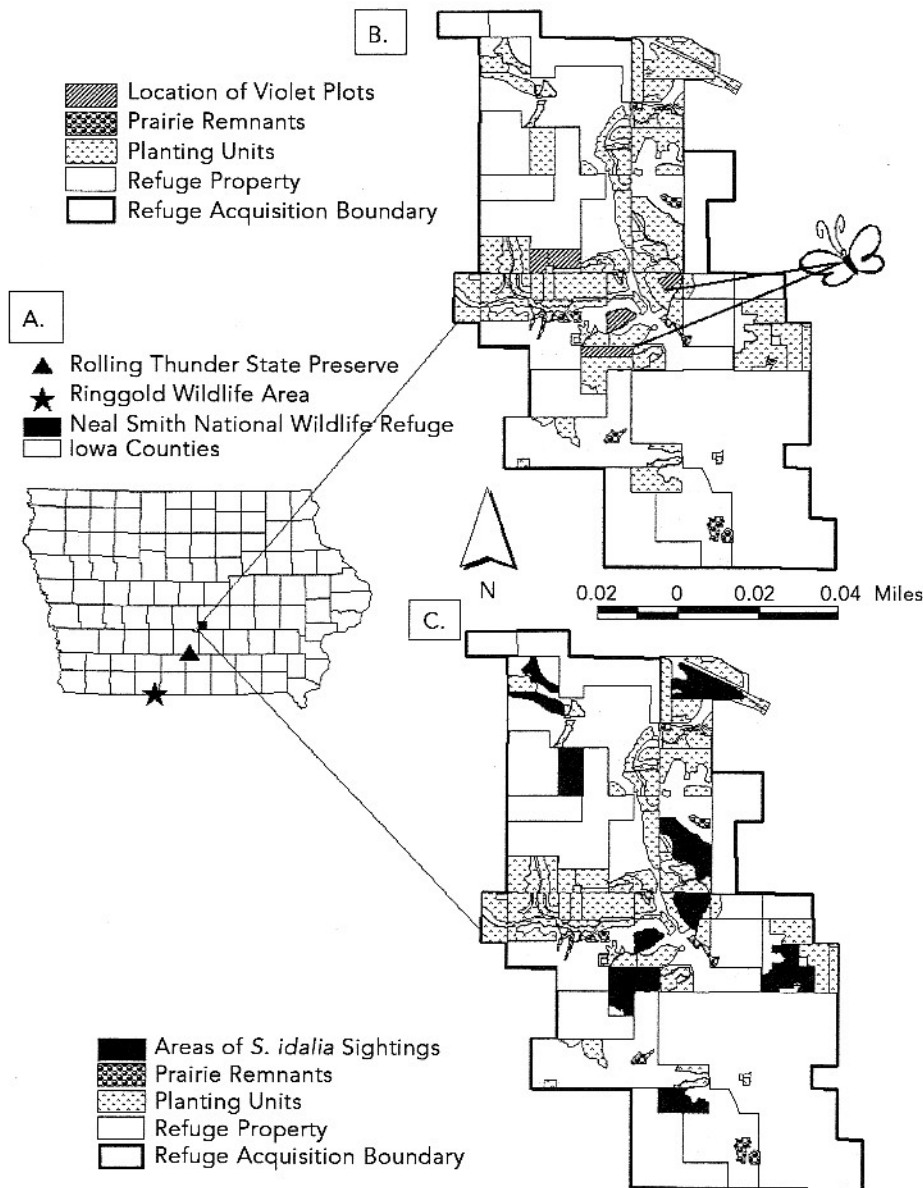 B.
Location of Violet Plots
Prairie Remnants
Planting Units
Refuge Property
Refuge Acquisition Boundary
A.
Rolling Thunder State Preserve
Ringgold Wildlife Area
Neal Smith National Wildlife Refuge
Iowa Counties
N
0.02 0 0.02 0.04 Miles
C.
Areas of S. idalia Sightings
Prairie Remnants
Planting Units
Refuge Property
Refuge Acquisition Boundary